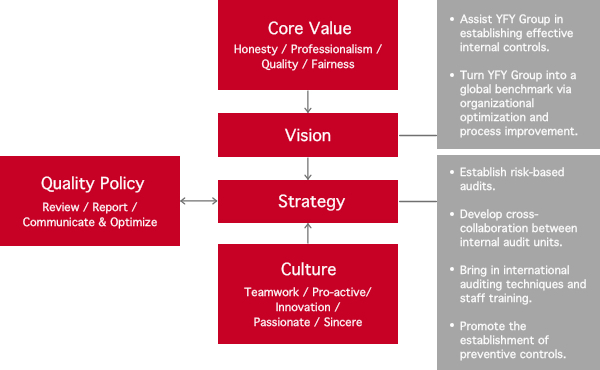 Core Value
Honesty / Professionalism /
Quality / Fairness
Vision
• Assist YFY Group in
establishing effective
internal controls.
• Turn YFY Group into a
global benchmark via
organizational
optimization and
process improvement.
Quality Policy
Review / Report /
Communicate & Optimize
Strategy
• Establish risk-based
audits.
• Develop cross-
collaboration between
internal audit units.
• Bring in international
auditing techniques and
staff training.
• Promote the
establishment of
preventive controls.
Culture
Teamwork / Pro-active/
Innovation /
Passionate / Sincere